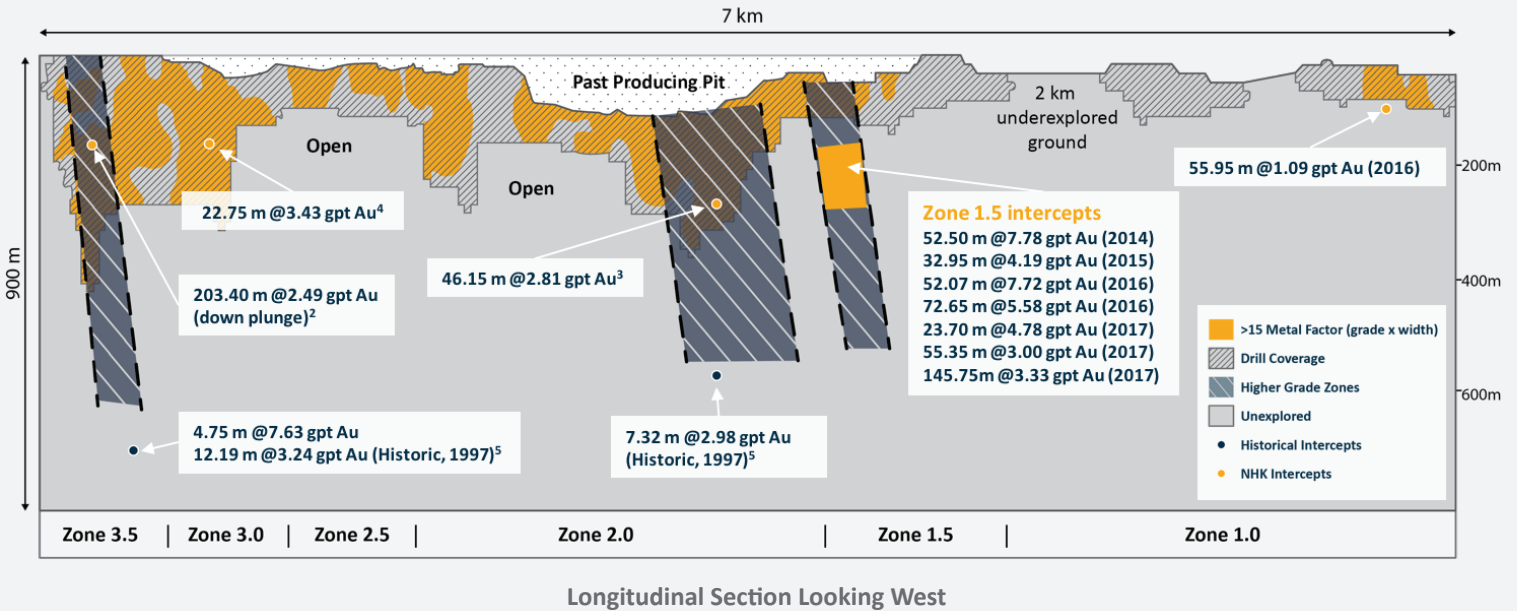 7 km
900 m
Past Producing Pit
Open
Open
2 km
underexplored
ground
-200m
-400m
-600m
22.75 m @3.43 gpt Au⁴
203.40 m @2.49 gpt Au
(down plunge)²
46.15 m @2.81 gpt Au³
55.95 m @1.09 gpt Au (2016)
Zone 1.5 intercepts
52.50 m @7.78 gpt Au (2014)
32.95 m @4.19 gpt Au (2015)
52.07 m @7.72 gpt Au (2016)
72.65 m @5.58 gpt Au (2016)
23.70 m @4.78 gpt Au (2017)
55.35 m @3.00 gpt Au (2017)
145.75m @3.33 gpt Au (2017)
4.75 m @7.63 gpt Au
12.19 m @3.24 gpt Au (Historic, 1997)⁵
7.32 m @2.98 gpt Au
(Historic, 1997)⁵
>15 Metal Factor (grade x width)
Drill Coverage
Higher Grade Zones
Unexplored
Historical Intercepts
NHK Intercepts
Zone 3.5 | Zone 3.0 | Zone 2.5 | Zone 2.0 | Zone 1.5 | Zone 1.0
Longitudinal Section Looking West